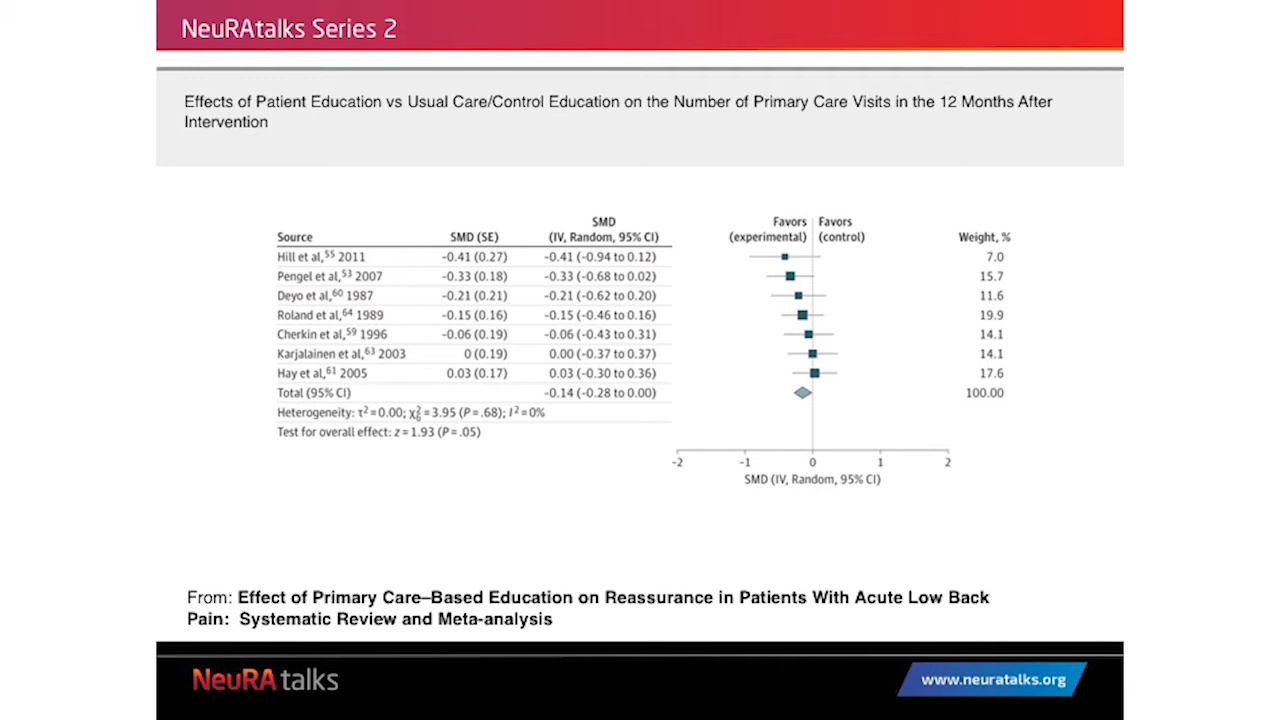 NeuRAtalks Series 2
Effects of Patient Education vs Usual Care/Control Education on the Number of Primary Care Visits in the 12 Months After
Intervention
SMD Favors Favors
Source SMD (SE) (IV, Random, 95% CI) (experimental) (control) Weight, %
Hill et al,⁵⁵ 2011 -0.41 (0.27) -0.41 (-0.94 to 0.12) 7.0
Pengel et al,⁵³ 2007 -0.33 (0.18) -0.33 (-0.68 to 0.02) 15.7
Deyo et al,⁶⁰ 1987 -0.21 (0.21) -0.21 (-0.62 to 0.20) 11.6
Roland et al,⁶⁴ 1989 -0.15 (0.16) -0.15 (-0.46 to 0.16) 19.9
Cherkin et al,⁵⁹ 1996 -0.06 (0.19) -0.06 (-0.43 to 0.31) 14.1
Karjalainen et al,⁶³ 2003 0 (0.19) 0.00 (-0.37 to 0.37) 14.1
Hay et al,⁶¹ 2005 0.03 (0.17) 0.03 (-0.30 to 0.36) 17.6
Total (95% CI) -0.14 (-0.28 to 0.00) 100.00
Heterogeneity: τ² = 0.00; χ²₆ = 3.95 (P = .68); I² = 0%
Test for overall effect: z = 1.93 (P = .05)
-2 -1 0 1 2
SMD (IV, Random, 95% CI)
From: Effect of Primary Care–Based Education on Reassurance in Patients With Acute Low Back
Pain: Systematic Review and Meta-analysis
NeuRA talks www.neuratalks.org